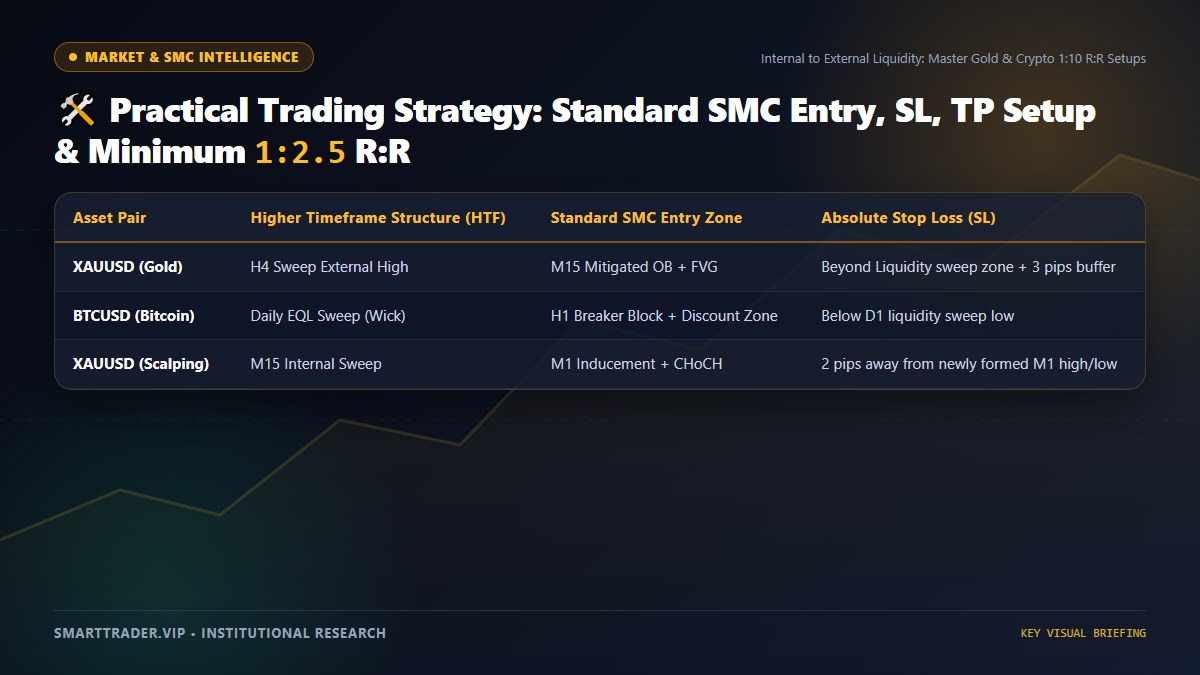 MARKET & SMC INTELLIGENCE
Internal to External Liquidity: Master Gold & Crypto 1:10 R:R Setups
🛠️ Practical Trading Strategy: Standard SMC Entry, SL, TP Setup
& Minimum 1:2.5 R:R
Asset Pair Higher Timeframe Structure (HTF) Standard SMC Entry Zone Absolute Stop Loss (SL)
XAUUSD (Gold) H4 Sweep External High M15 Mitigated OB + FVG Beyond Liquidity sweep zone + 3 pips buffer
BTCUSD (Bitcoin) Daily EQL Sweep (Wick) H1 Breaker Block + Discount Zone Below D1 liquidity sweep low
XAUUSD (Scalping) M15 Internal Sweep M1 Inducement + CHoCH 2 pips away from newly formed M1 high/low
SMARTTRADER.VIP • INSTITUTIONAL RESEARCH
KEY VISUAL BRIEFING